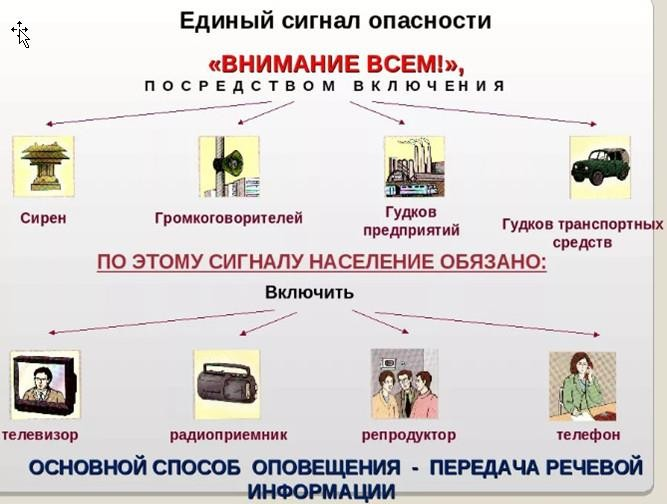 Единый сигнал опасности
«ВНИМАНИЕ ВСЕМ!»,
ПОСРЕДСТВОМ ВКЛЮЧЕНИЯ
Сирен
Громкоговорителей
Гудков
предприятий
Гудков транспортных
средств
ПО ЭТОМУ СИГНАЛУ НАСЕЛЕНИЕ ОБЯЗАНО:
Включить
телевизор
радиоприемник
репродуктор
телефон
ОСНОВНОЙ СПОСОБ ОПОВЕЩЕНИЯ - ПЕРЕДАЧА РЕЧЕВОЙ
ИНФОРМАЦИИ